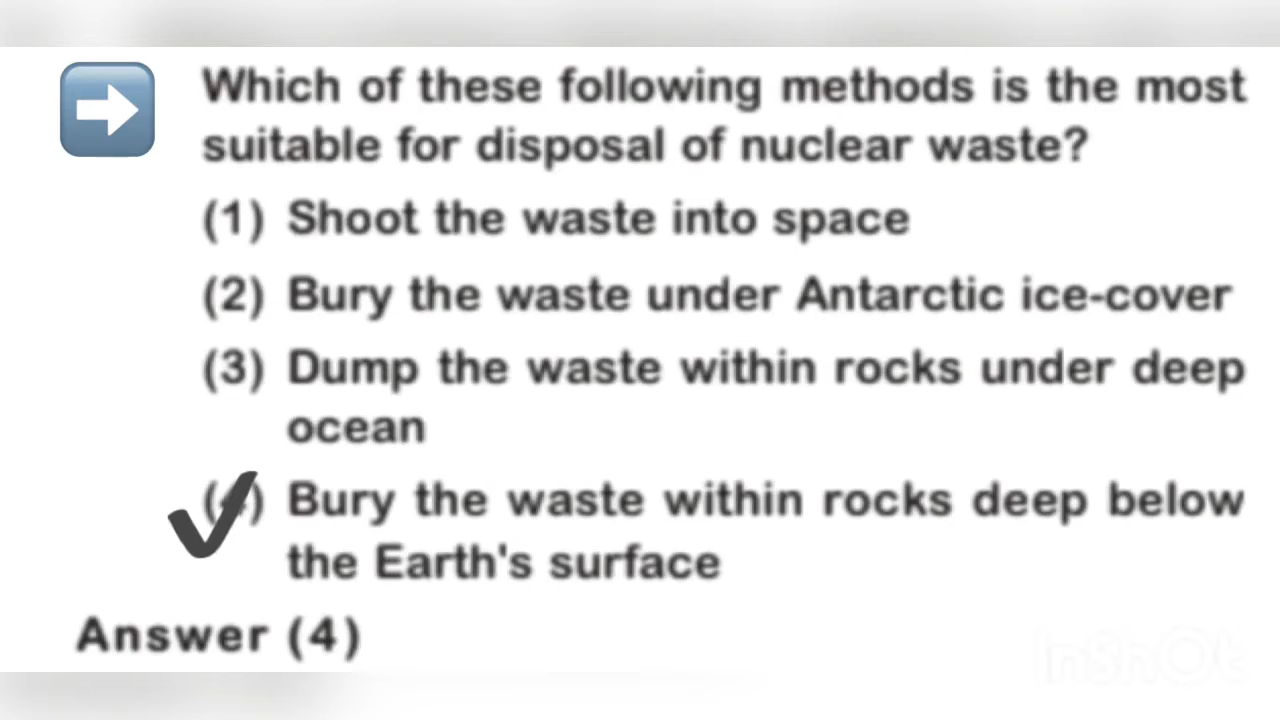 Which of these following methods is the most
suitable for disposal of nuclear waste?
(1) Shoot the waste into space
(2) Bury the waste under Antarctic ice-cover
(3) Dump the waste within rocks under deep
ocean
(4) Bury the waste within rocks deep below
the Earth's surface
Answer (4)
InShOt